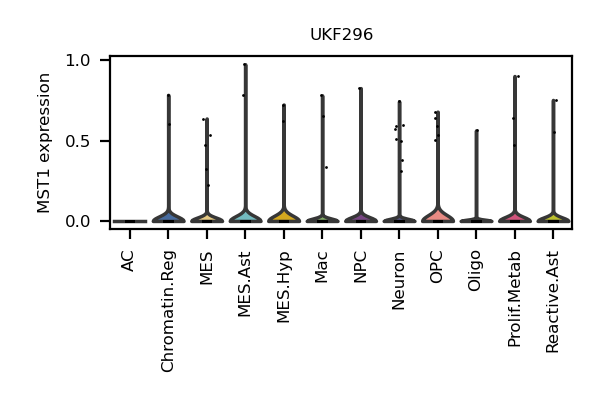 UKF296
MST1 expression
1.0
0.5
0.0
AC
Chromatin.Reg
MES
MES.Ast
MES.Hyp
Mac
NPC
Neuron
OPC
Oligo
Prolif.Metab
Reactive.Ast